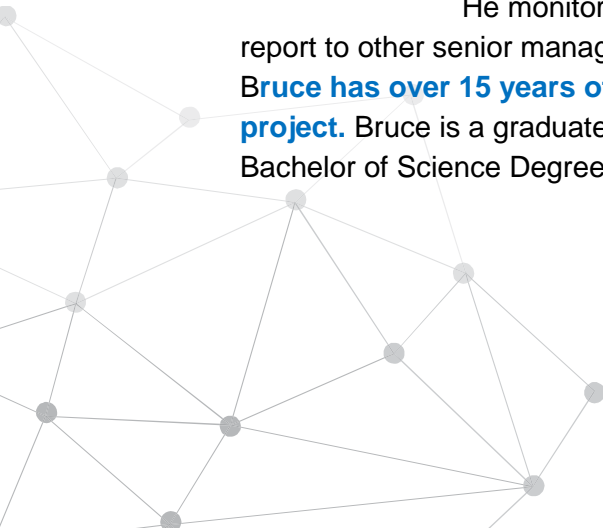 He monitor
report to other senior manag
Bruce has over 15 years of
project. Bruce is a graduate
Bachelor of Science Degree